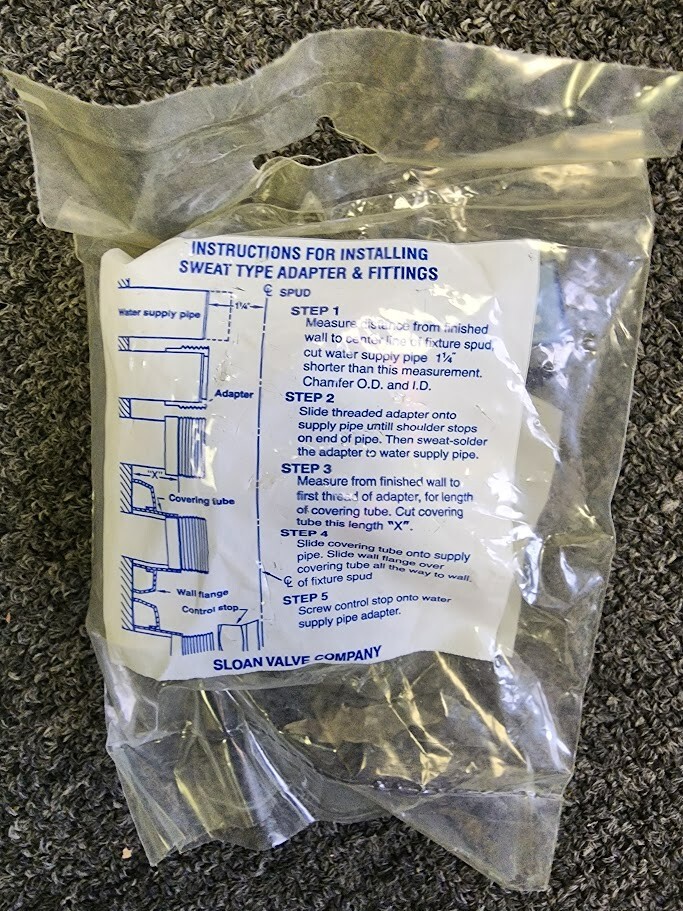 INSTRUCTIONS FOR INSTALLING
SWEAT TYPE ADAPTER & FITTINGS
℄ SPUD
1¼"
Water supply pipe
Adapter
"X"
Covering tube
Wall flange
Control stop
STEP 1
Measure distance from finished
wall to center line of fixture spud,
cut water supply pipe 1¼"
shorter than this measurement.
Chamfer O.D. and I.D.
STEP 2
Slide threaded adapter onto
supply pipe untill shoulder stops
on end of pipe. Then sweat-solder
the adapter to water supply pipe.
STEP 3
Measure from finished wall to
first thread of adapter, for length
of covering tube. Cut covering
tube this length "X".
STEP 4
Slide covering tube onto supply
pipe. Slide wall flange over
covering tube all the way to wall.
℄ of fixture spud
STEP 5
Screw control stop onto water
supply pipe adapter.
SLOAN VALVE COMPANY